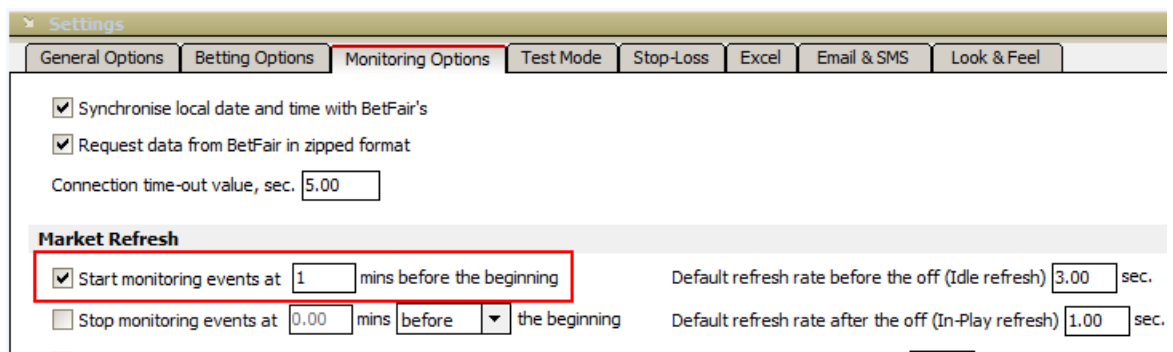 Settings
General Options Betting Options Monitoring Options Test Mode Stop-Loss Excel Email & SMS Look & Feel
Synchronise local date and time with BetFair's
Request data from BetFair in zipped format
Connection time-out value, sec. 5.00
Market Refresh
Start monitoring events at 1 mins before the beginning Default refresh rate before the off (Idle refresh) 3.00 sec.
Stop monitoring events at 0.00 mins before the beginning Default refresh rate after the off (In-Play refresh) 1.00 sec.